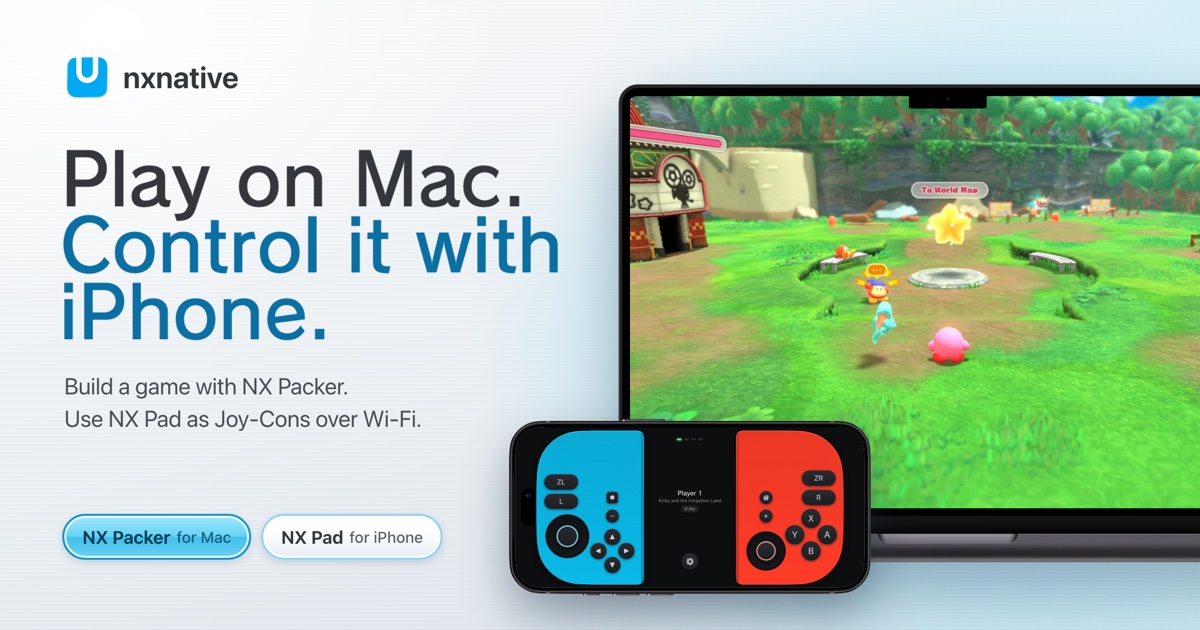 nxnative
Play on Mac.
Control it with
iPhone.
Build a game with NX Packer.
Use NX Pad as Joy-Cons over Wi-Fi.
NX Packer for Mac
NX Pad for iPhone
To World Map
ZL
L
Player 1
Kirby and the Forgotten Land
0 ms
ZR
R
X
Y
A
B